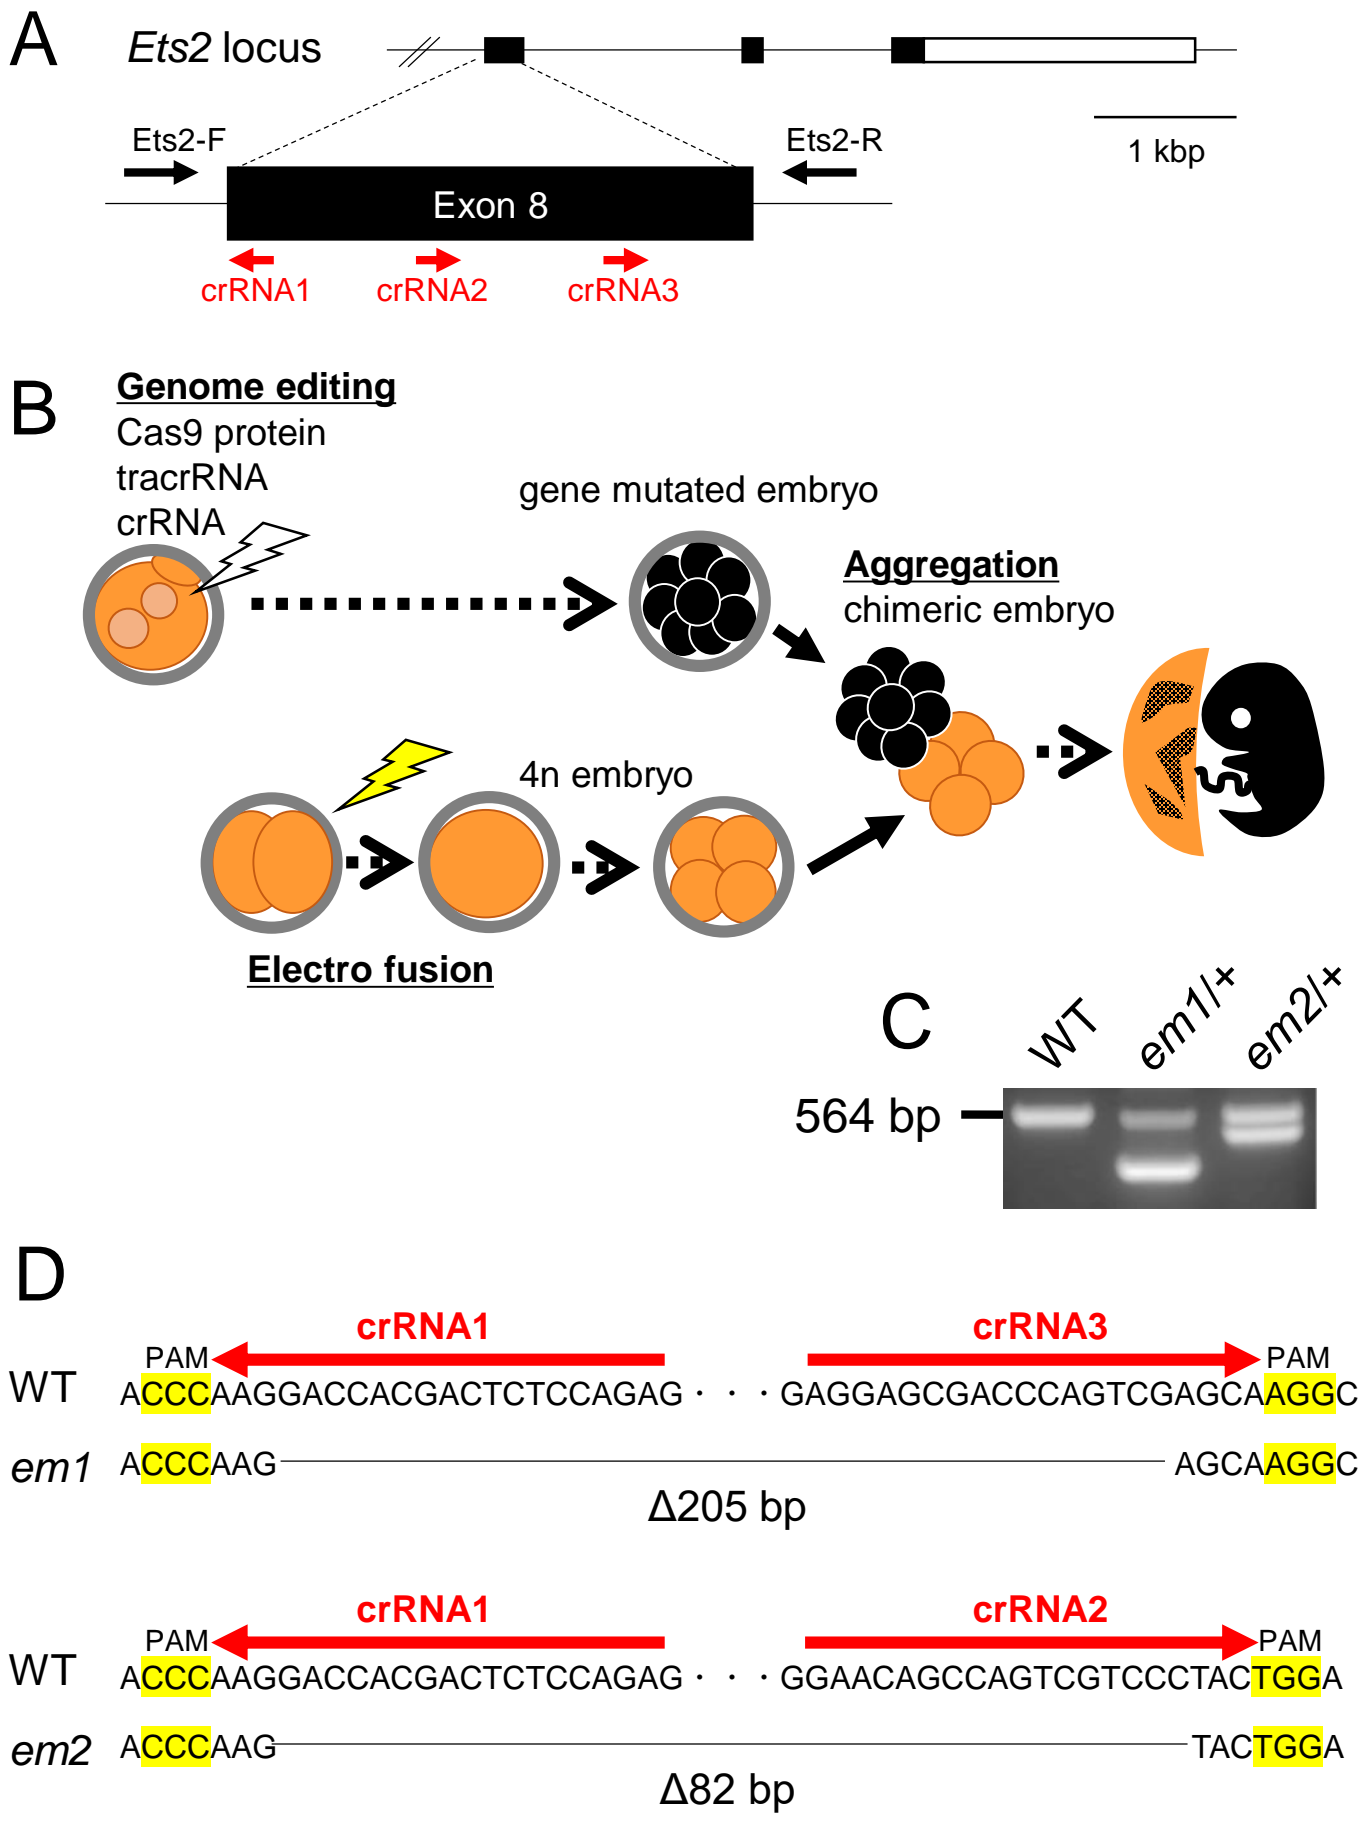 A
Ets2 locus
1 kbp
Ets2-F
Ets2-R
Exon 8
crRNA1
crRNA2
crRNA3
B
Genome editing
Cas9 protein
tracrRNA
crRNA
gene mutated embryo
Aggregation
chimeric embryo
4n embryo
Electro fusion
C
WT
em1/+
em2/+
564 bp
D
crRNA1
crRNA3
PAM
PAM
WT
ACCCAAGGACCACGACTCTCCAGAG · · · GAGGAGCGACCCAGTCGAGCAAGGC
em1
ACCCAAG
AGCAAGGC
Δ205 bp
crRNA1
crRNA2
PAM
PAM
WT
ACCCAAGGACCACGACTCTCCAGAG · · · GGAACAGCCAGTCGTCCCTACTGGA
em2
ACCCAAG
TACTGGA
Δ82 bp